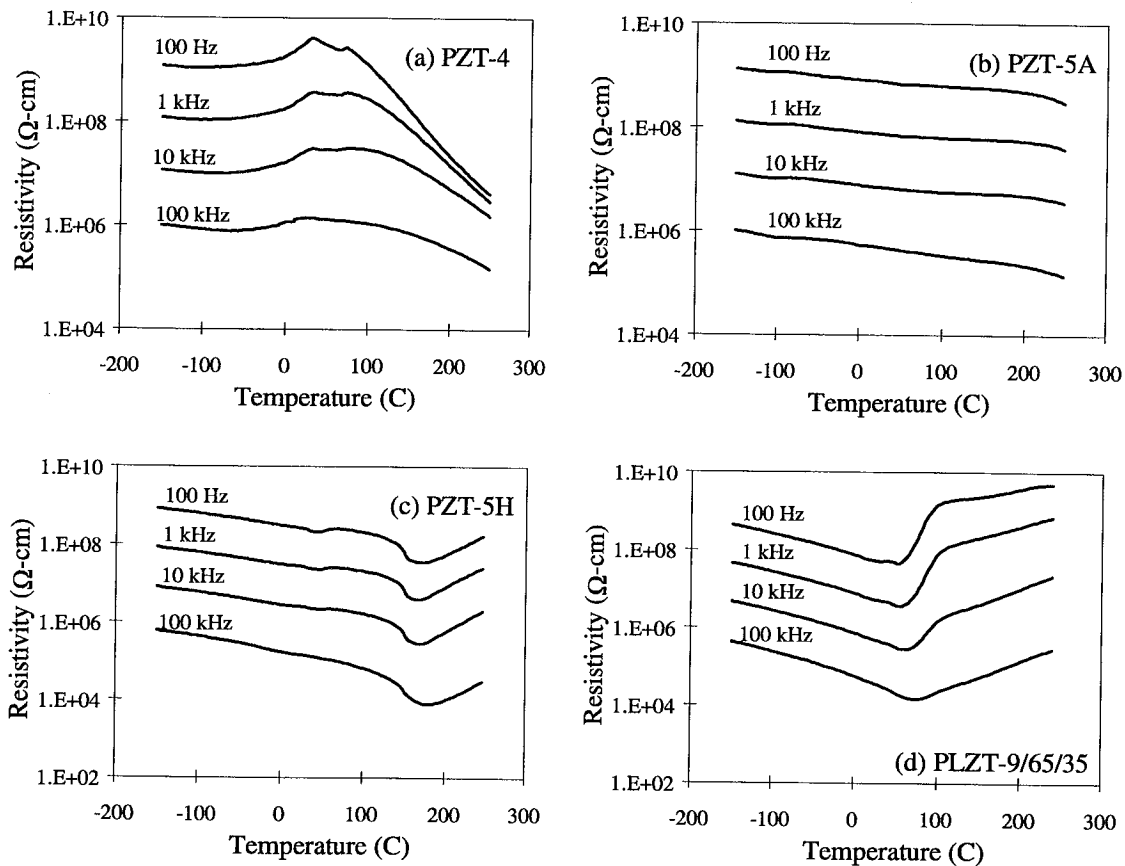 (a) PZT-4
Resistivity (Ω-cm)
1.E+10
1.E+08
1.E+06
1.E+04
100 Hz
1 kHz
10 kHz
100 kHz
-200 -100 0 100 200 300
Temperature (C)
(b) PZT-5A
Resistivity (Ω-cm)
1.E+10
1.E+08
1.E+06
1.E+04
100 Hz
1 kHz
10 kHz
100 kHz
-200 -100 0 100 200 300
Temperature (C)
(c) PZT-5H
Resistivity (Ω-cm)
1.E+10
1.E+08
1.E+06
1.E+04
1.E+02
100 Hz
1 kHz
10 kHz
100 kHz
-200 -100 0 100 200 300
Temperature (C)
Resistivity (Ω-cm)
1.E+10
1.E+08
1.E+06
1.E+04
1.E+02
100 Hz
1 kHz
10 kHz
100 kHz
(d) PLZT-9/65/35
-200 -100 0 100 200 300
Temperature (C)